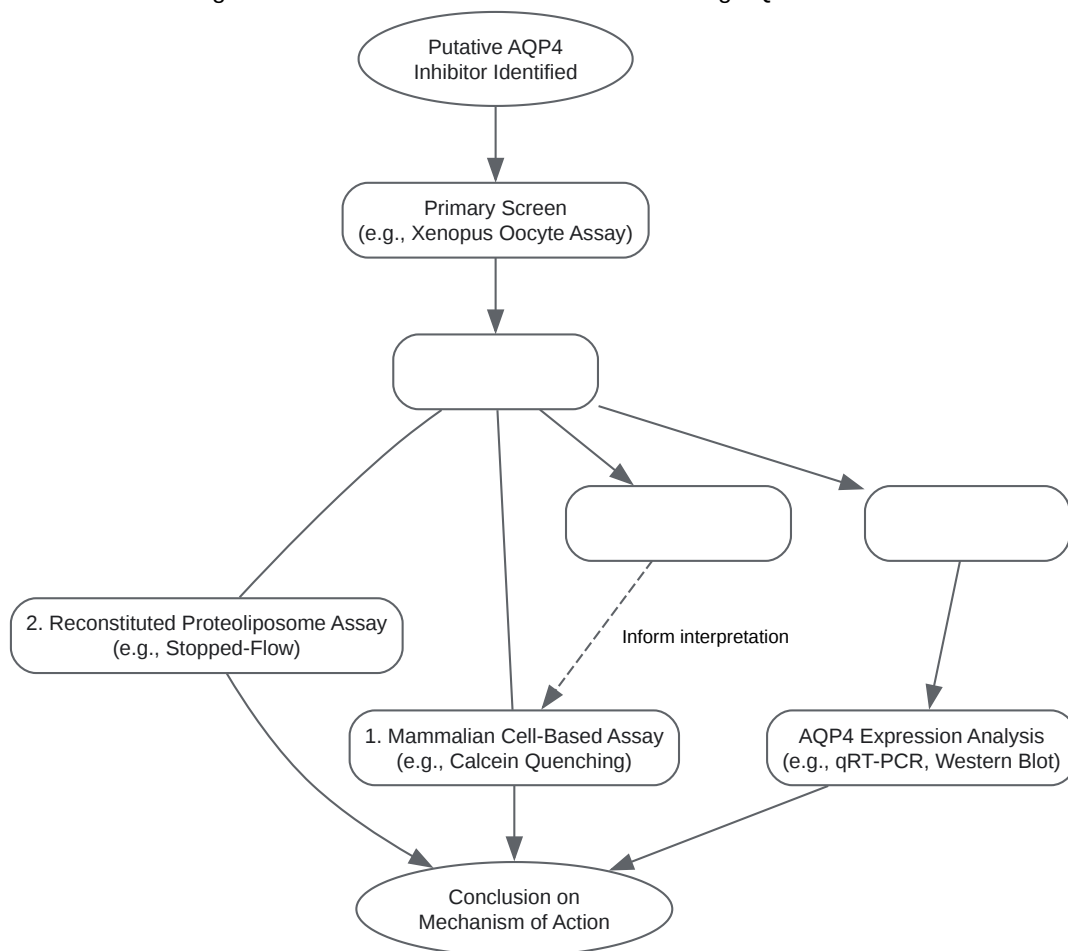 Putative AQP4
Inhibitor Identified
Primary Screen
(e.g., Xenopus Oocyte Assay)
2. Reconstituted Proteoliposome Assay
(e.g., Stopped-Flow)
Inform interpretation
1. Mammalian Cell-Based Assay
(e.g., Calcein Quenching)
AQP4 Expression Analysis
(e.g., qRT-PCR, Western Blot)
Conclusion on
Mechanism of Action